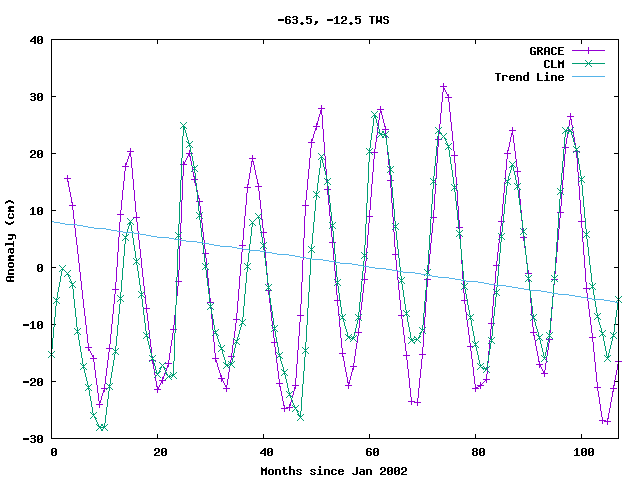 -63.5, -12.5 TWS
40
30
20
10
0
-10
-20
-30
Anomaly (cm)
GRACE
CLM
Trend Line
0 20 40 60 80 100
Months since Jan 2002